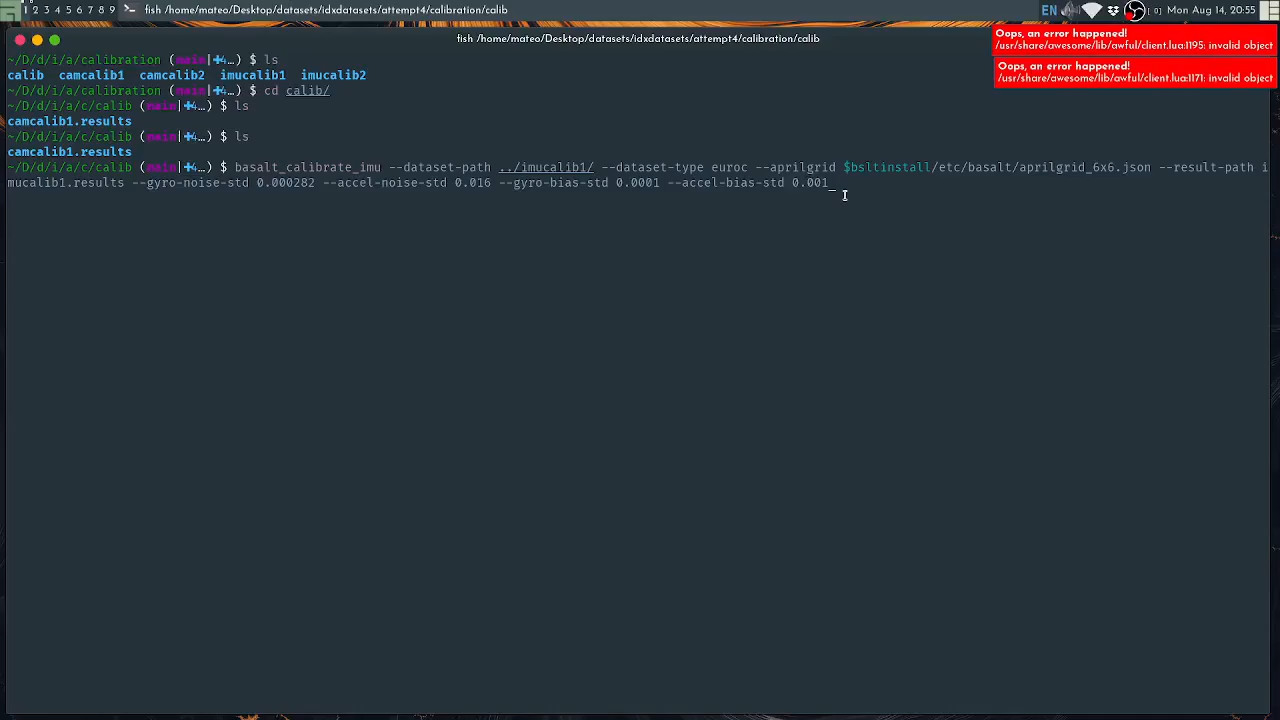 1 2 3 4 5 6 7 8 9 >_ fish /home/mateo/Desktop/datasets/idxdatasets/attempt4/calibration/calib EN [ 0] Mon Aug 14, 20:55
fish /home/mateo/Desktop/datasets/idxdatasets/attempt4/calibration/calib
Oops, an error happened!
/usr/share/awesome/lib/awful/client.lua:1195: invalid object
Oops, an error happened!
/usr/share/awesome/lib/awful/client.lua:1171: invalid object
~/D/d/i/a/calibration (main|✚4…) $ ls
calib camcalib1 camcalib2 imucalib1 imucalib2
~/D/d/i/a/calibration (main|✚4…) $ cd calib/
~/D/d/i/a/c/calib (main|✚4…) $ ls
camcalib1.results
~/D/d/i/a/c/calib (main|✚4…) $ ls
camcalib1.results
~/D/d/i/a/c/calib (main|✚4…) $ basalt_calibrate_imu --dataset-path ../imucalib1/ --dataset-type euroc --aprilgrid $bsltinstall/etc/basalt/aprilgrid_6x6.json --result-path i
mucalib1.results --gyro-noise-std 0.000282 --accel-noise-std 0.016 --gyro-bias-std 0.0001 --accel-bias-std 0.001_